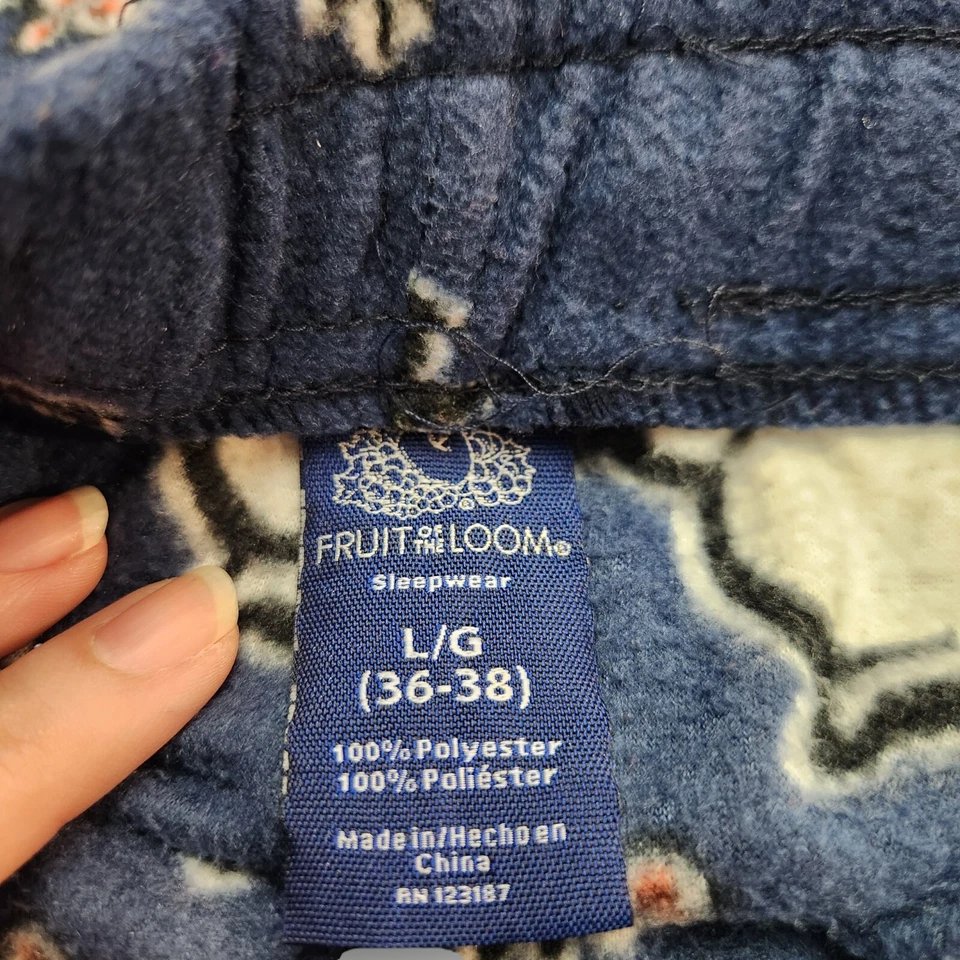 FRUIT OF THE LOOM®
Sleepwear
L/G
(36-38)
100% Polyester
100% Poliéster
Made in/Hecho en
China
RN 123187